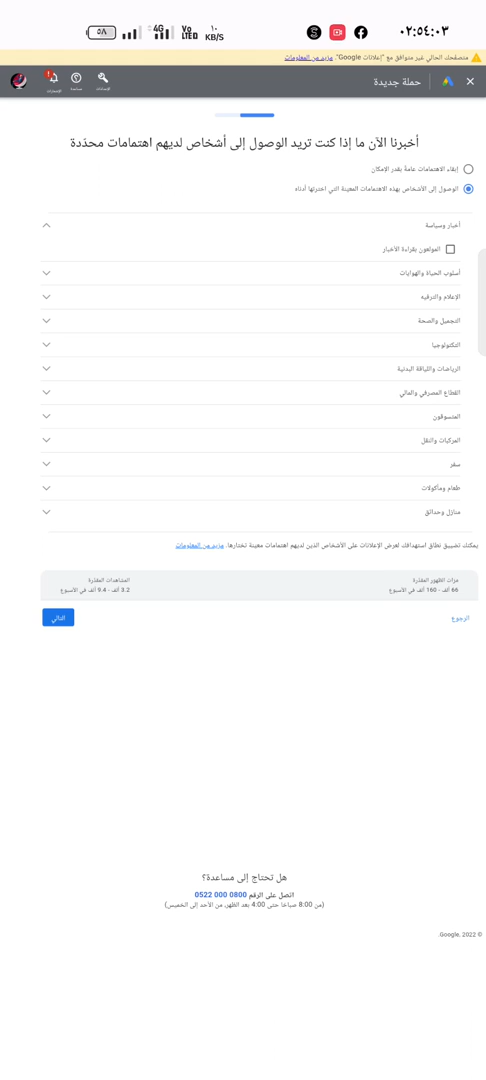 ٠٢:٥٤:٠٣
١٠
KB/S
Vo
LTED
4G
٥٨
متصفحك الحالي غير متوافق مع "إعلانات Google". مزيد من المعلومات
حملة جديدة
الإعدادات
مساعدة
الإشعارات
أخبرنا الآن ما إذا كنت تريد الوصول إلى أشخاص لديهم اهتمامات محدّدة
إبقاء الاهتمامات عامةً بقدر الإمكان
الوصول إلى الأشخاص بهذه الاهتمامات المعينة التي اخترتها أدناه
أخبار وسياسة
المولعون بقراءة الأخبار
أسلوب الحياة والهوايات
الإعلام والترفيه
التجميل والصحة
التكنولوجيا
الرياضات واللياقة البدنية
القطاع المصرفي والمالي
المتسوقون
المركبات والنقل
سفر
طعام ومأكولات
منازل وحدائق
يمكنك تضييق نطاق استهدافك لعرض الإعلانات على الأشخاص الذين لديهم اهتمامات معينة تختارها. مزيد من المعلومات
مرّات الظهور المقدّرة
66 ألف - 160 ألف في الأسبوع
المشاهدات المقدّرة
3.2 ألف - 9.4 ألف في الأسبوع
الرجوع
التالي
هل تحتاج إلى مساعدة؟
اتصل على الرقم 0800 000 0522
(من 8:00 صباحًا حتى 4:00 بعد الظهر، من الأحد إلى الخميس)
© Google, 2022.